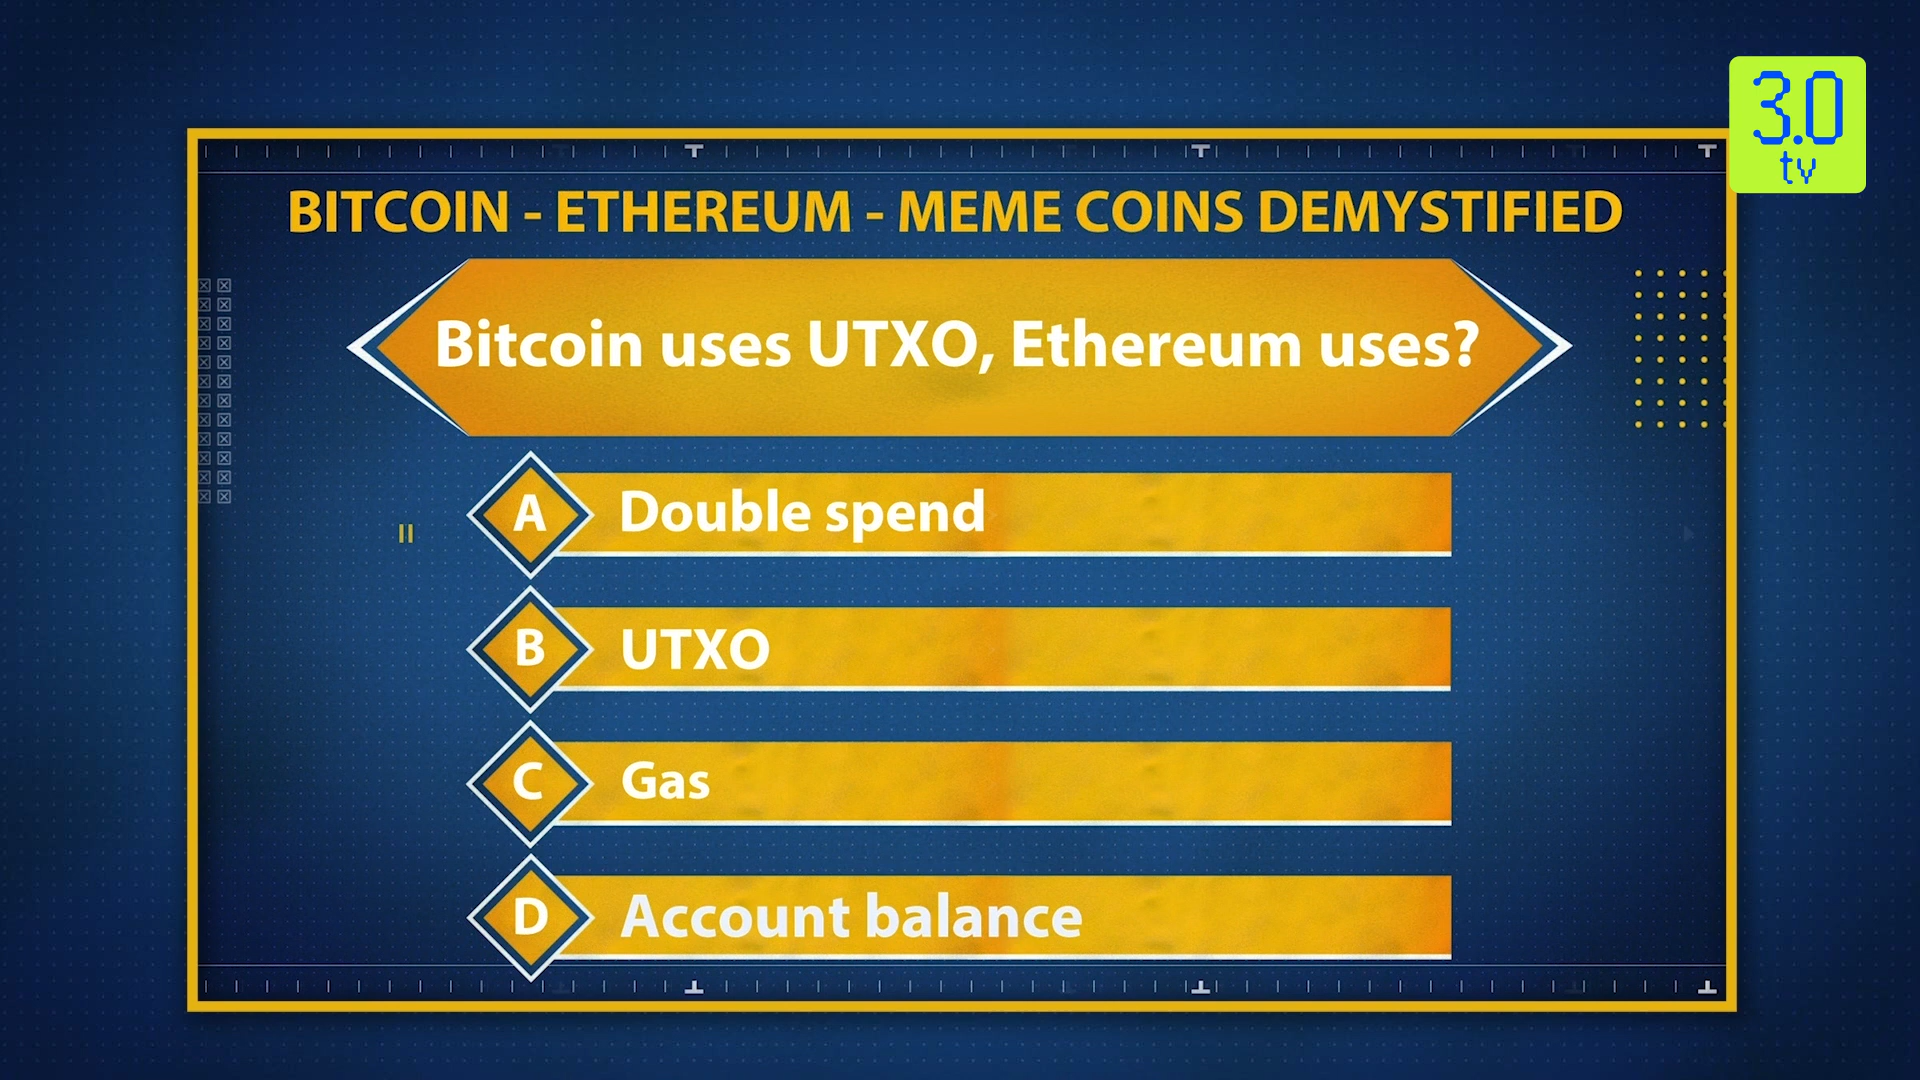 3.0
tv
BITCOIN - ETHEREUM - MEME COINS DEMYSTIFIED
Bitcoin uses UTXO, Ethereum uses?
A Double spend
B UTXO
C Gas
D Account balance